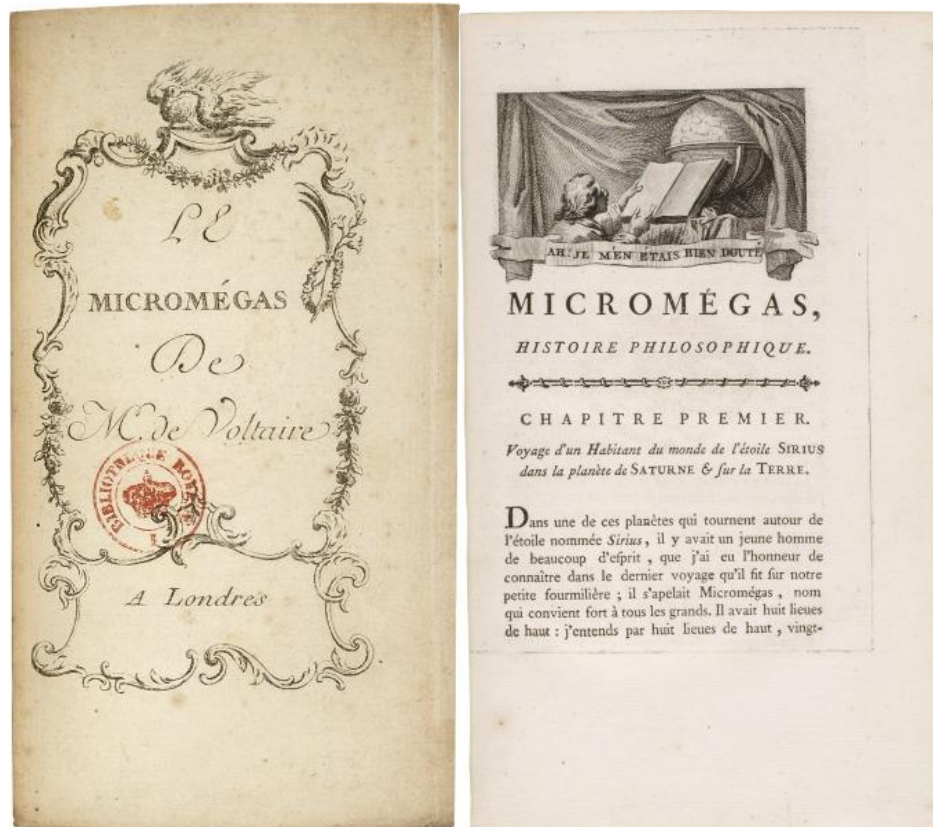 LE
MICROMÉGAS
De
M. de Voltaire
BIBLIOTHEQUE ROYALE
A Londres
AH! JE M'EN ÉTAIS BIEN DOUTÉ
MICROMÉGAS,
HISTOIRE PHILOSOPHIQUE.
CHAPITRE PREMIER.
Voyage d'un Habitant du monde de l'étoile SIRIUS
dans la planète de SATURNE & ſur la TERRE.
Dans une de ces planètes qui tournent autour de
l'étoile nommée Sirius, il y avait un jeune homme
de beaucoup d'eſprit, que j'ai eu l'honneur de
connaître dans le dernier voyage qu'il fit ſur notre
petite fourmilière; il s'apelait Micromégas, nom
qui convient fort à tous les grands. Il avait huit lieues
de haut: j'entends par huit lieues de haut, vingt-